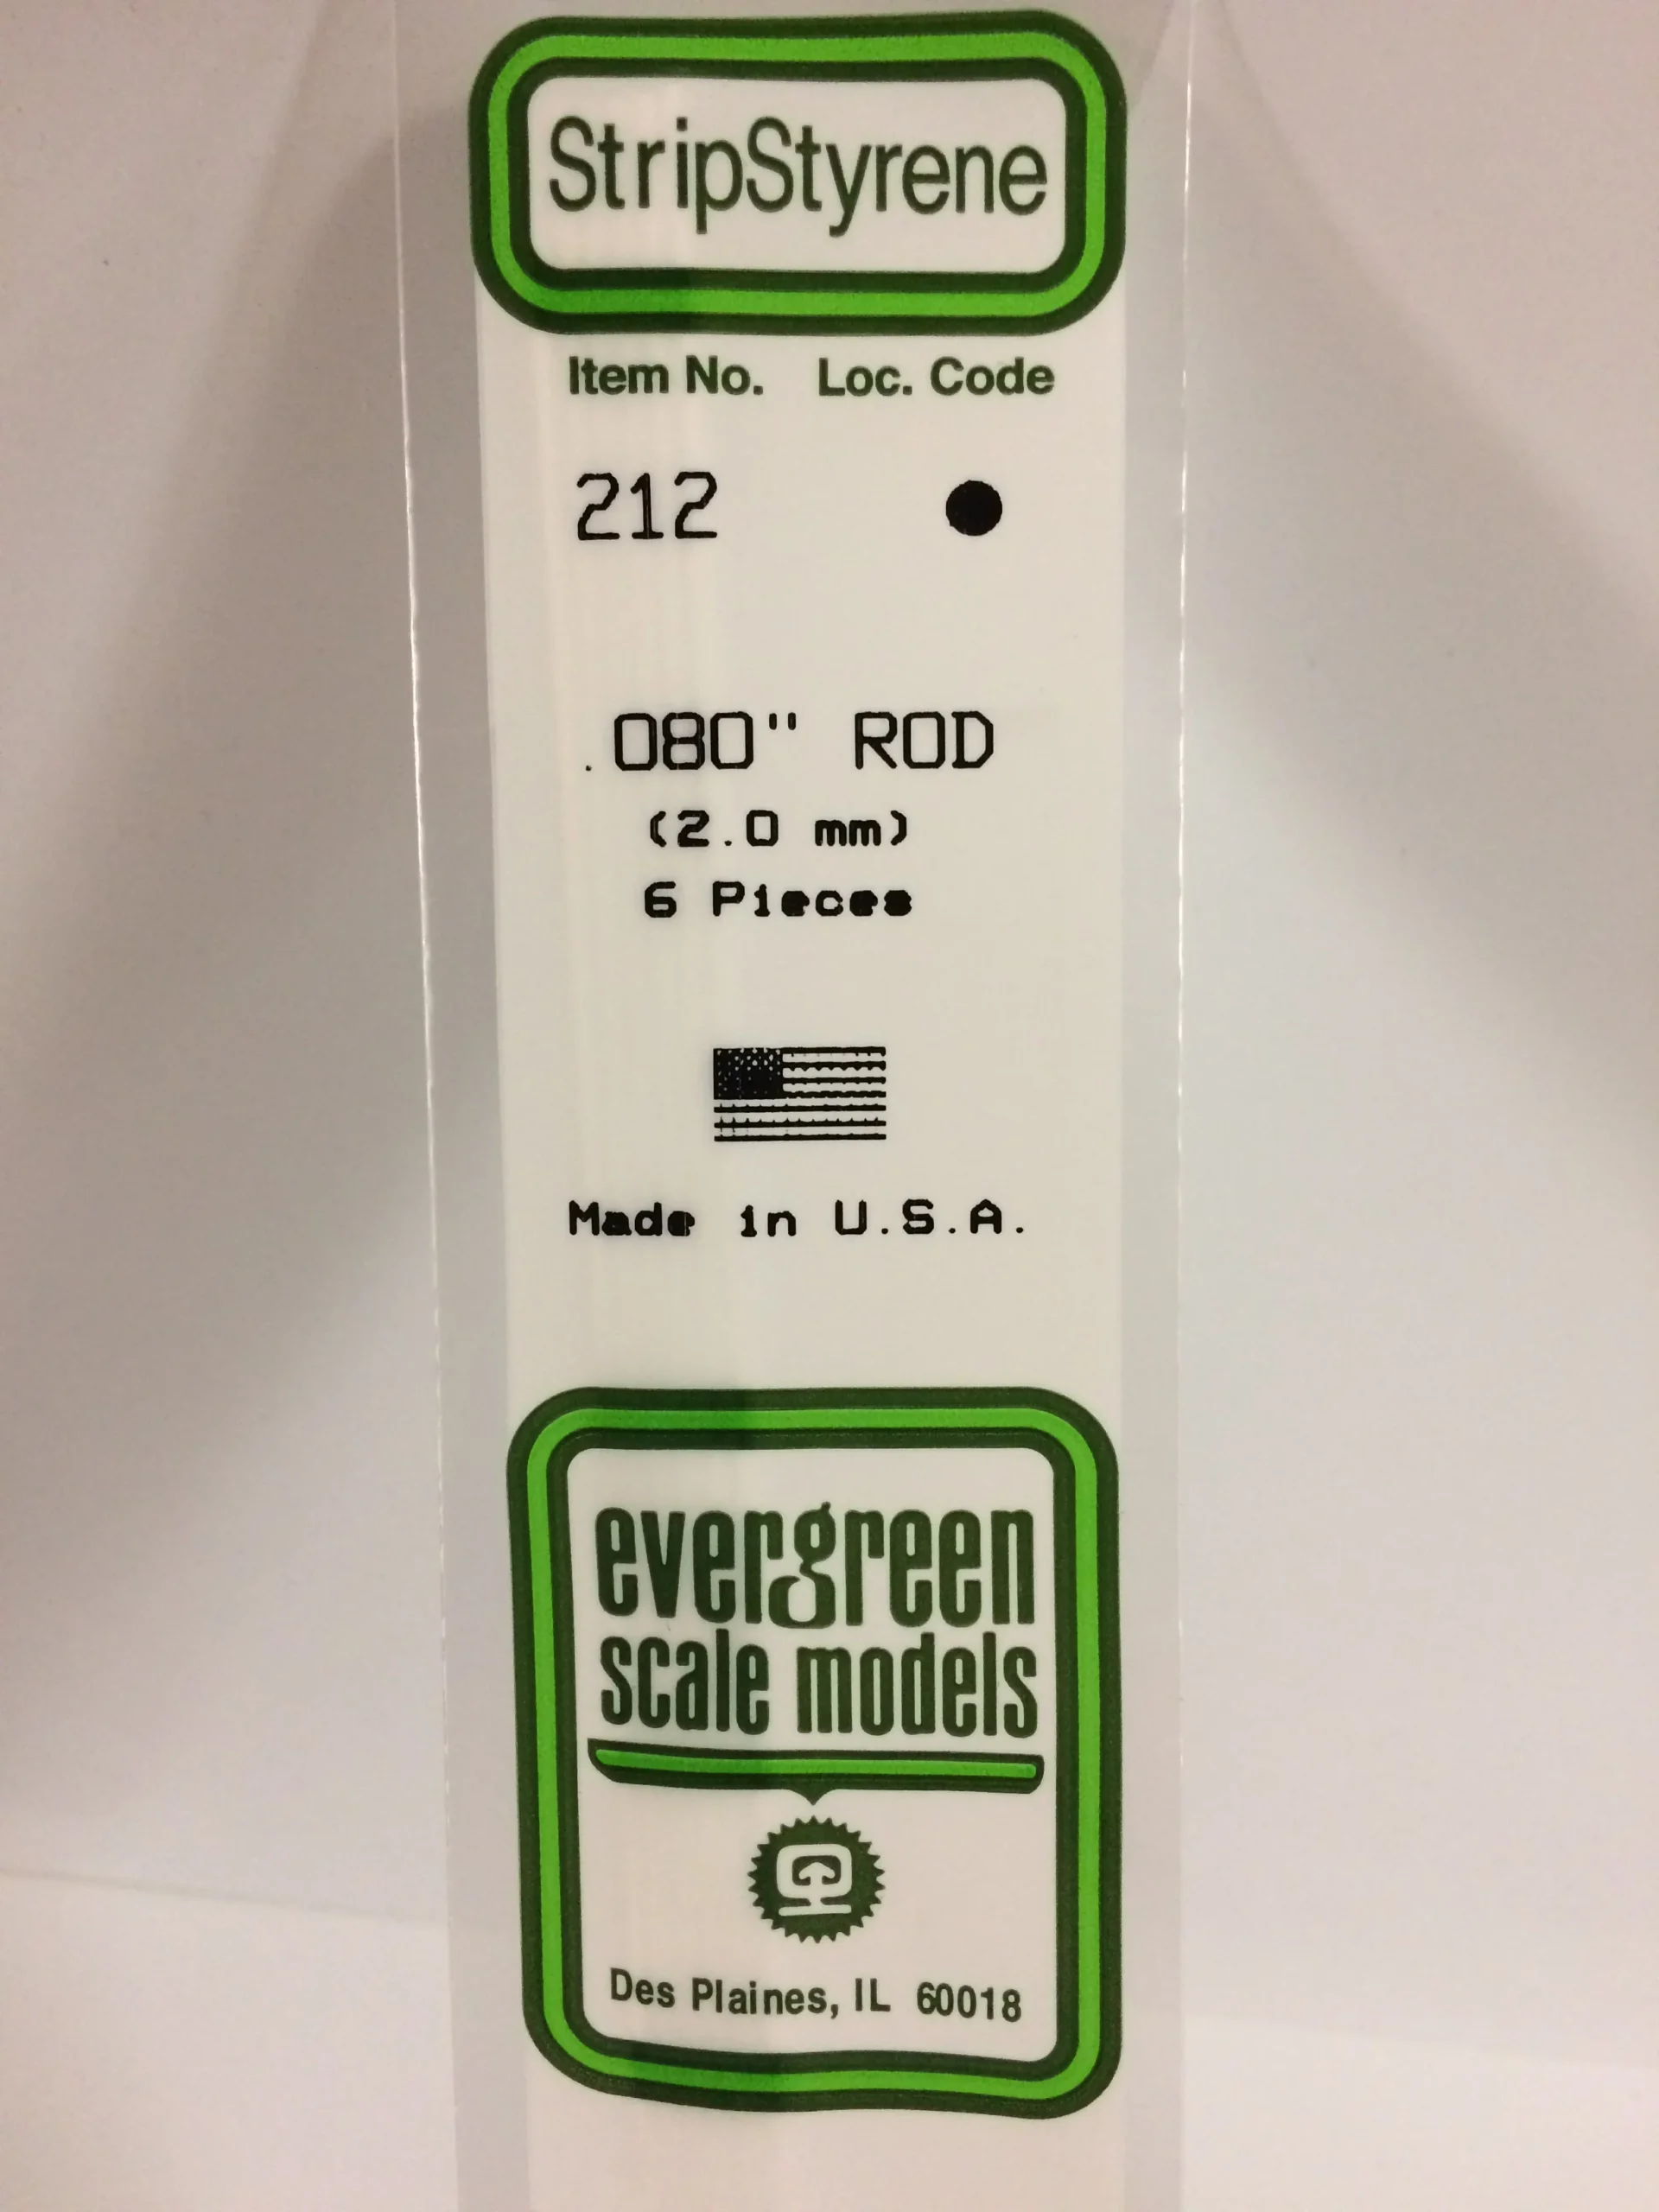 StripStyrene
Item No. Loc. Code
212
.080" ROD
(2.0 mm)
6 Pieces
Made in U.S.A.
evergreen
scale models
Des Plaines, IL 60018